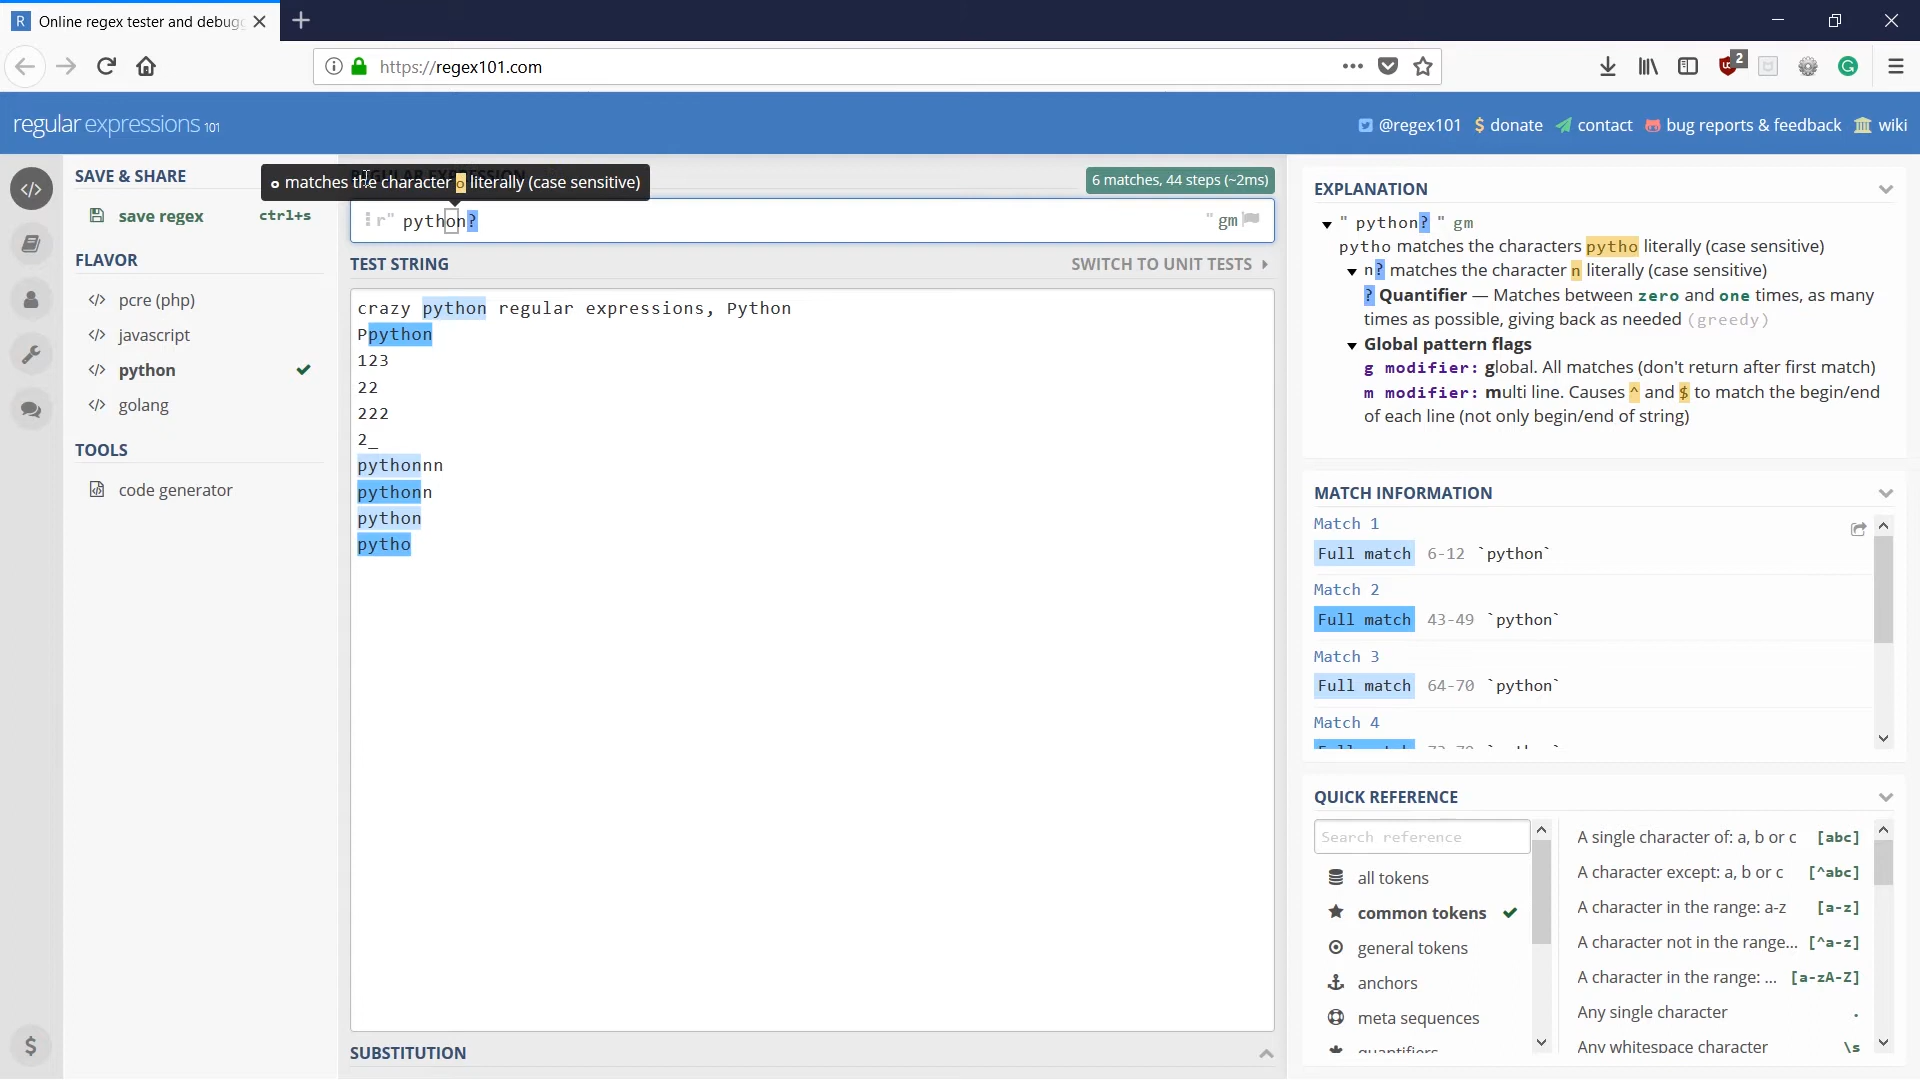 Online regex tester and debugg
https://regex101.com
2
regular expressions 101
@regex101 $ donate contact bug reports & feedback wiki
SAVE & SHARE
save regex ctrl+s
FLAVOR
</> pcre (php)
</> javascript
</> python
</> golang
TOOLS
code generator
$
o matches the character o literally (case sensitive)
6 matches, 44 steps (~2ms)
r" python? " gm
TEST STRING
SWITCH TO UNIT TESTS
crazy python regular expressions, Python
Ppython
123
22
222
2_
pythonnn
pythonn
python
pytho
SUBSTITUTION
EXPLANATION
" python? " gm
pytho matches the characters pytho literally (case sensitive)
n? matches the character n literally (case sensitive)
? Quantifier — Matches between zero and one times, as many
times as possible, giving back as needed (greedy)
Global pattern flags
g modifier: global. All matches (don't return after first match)
m modifier: multi line. Causes ^ and $ to match the begin/end
of each line (not only begin/end of string)
MATCH INFORMATION
Match 1
Full match 6-12 `python`
Match 2
Full match 43-49 `python`
Match 3
Full match 64-70 `python`
Match 4
QUICK REFERENCE
Search reference
all tokens
common tokens
general tokens
anchors
meta sequences
quantifiers
A single character of: a, b or c [abc]
A character except: a, b or c [^abc]
A character in the range: a-z [a-z]
A character not in the range... [^a-z]
A character in the range: ... [a-zA-Z]
Any single character .
Any whitespace character \s